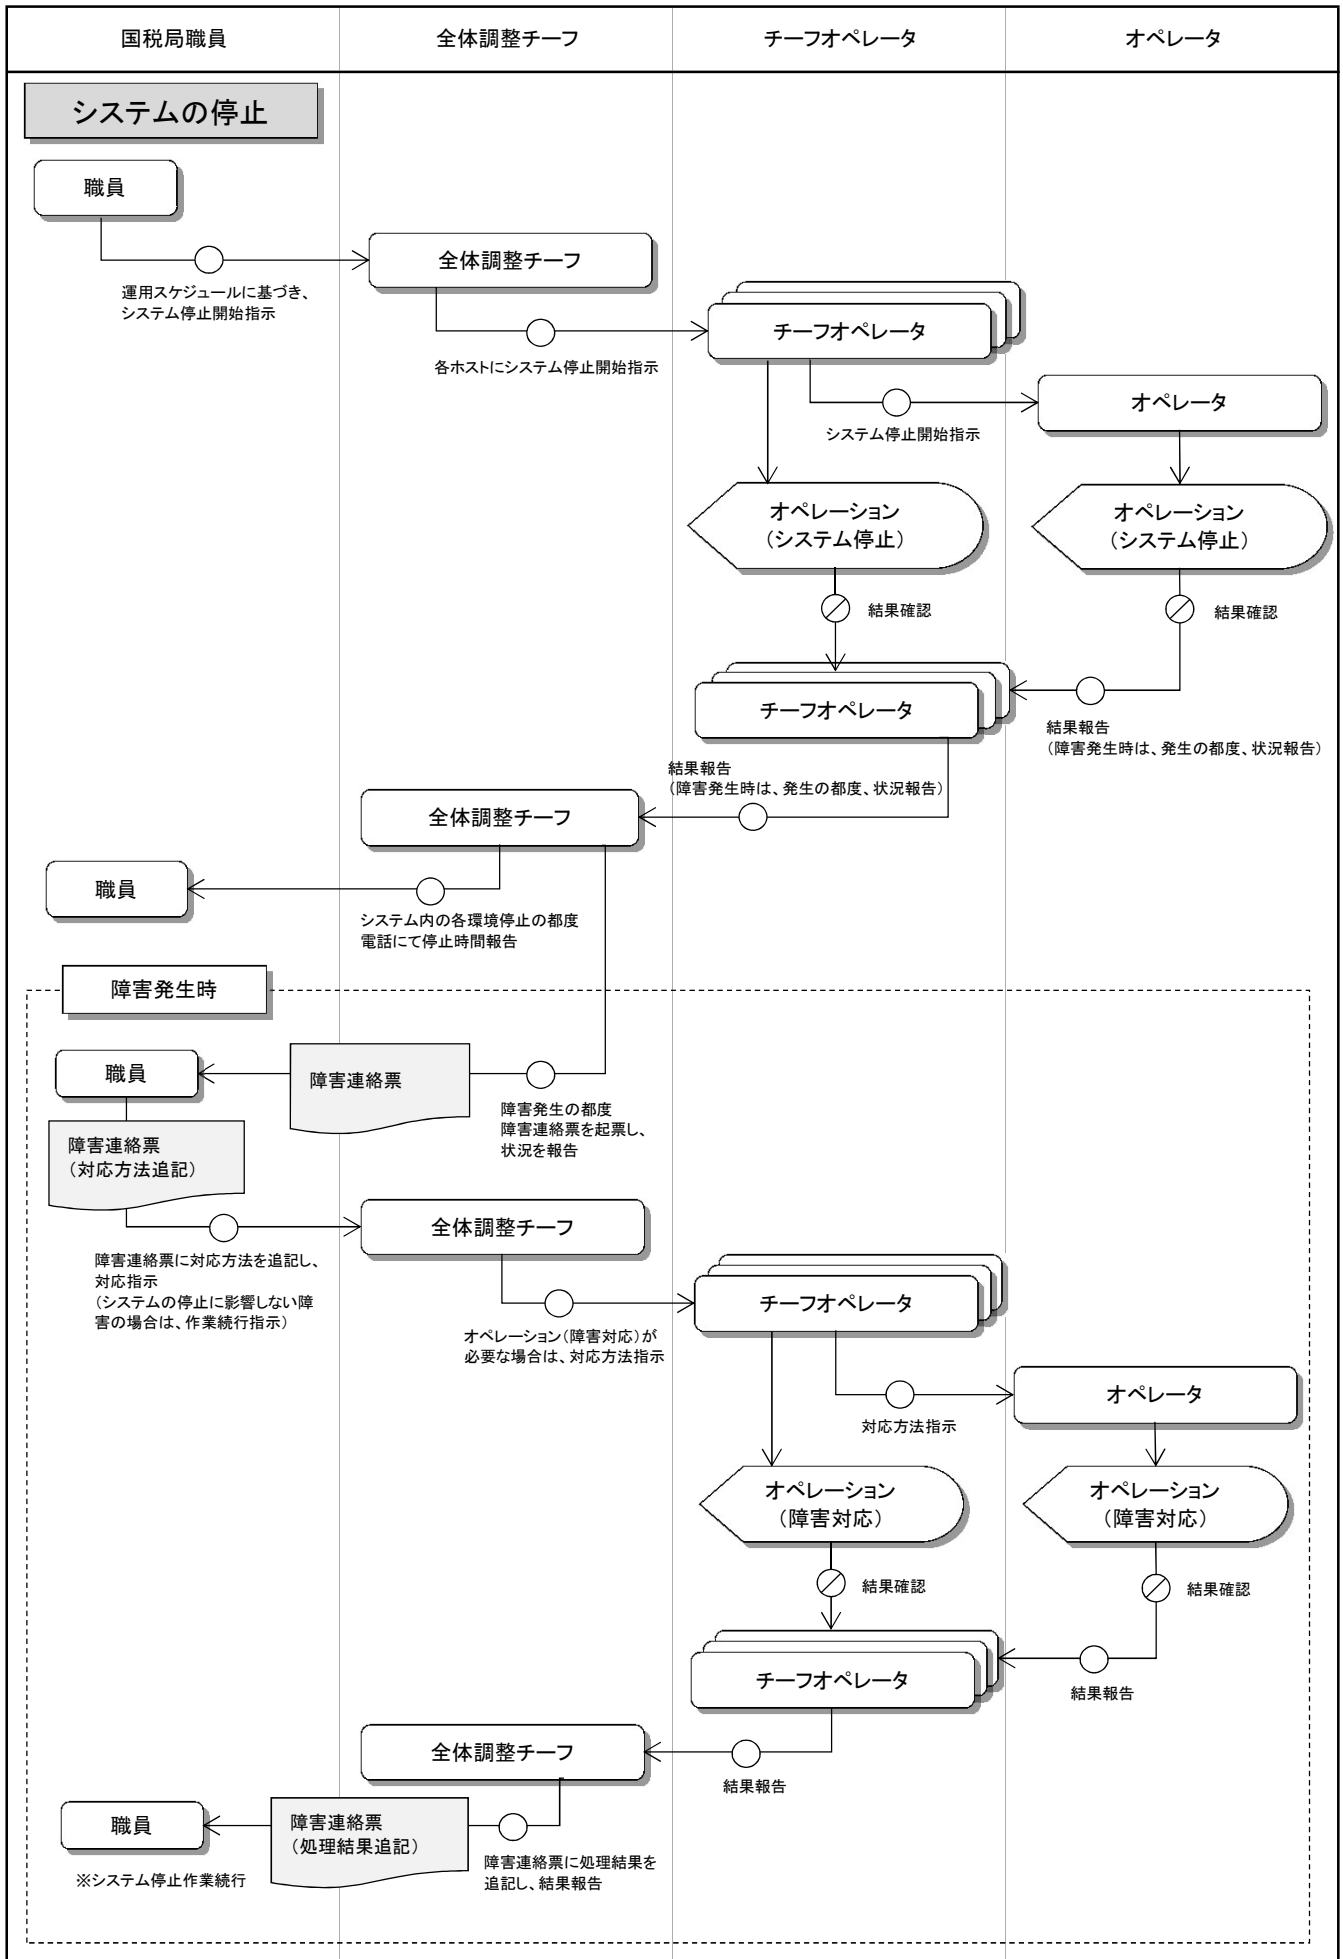 国税局職員
全体調整チーフ
チーフオペレータ
オペレータ
システムの停止
職員
運用スケジュールに基づき、
システム停止開始指示
全体調整チーフ
各ホストにシステム停止開始指示
チーフオペレータ
システム停止開始指示
オペレータ
オペレーション
（システム停止）
オペレーション
（システム停止）
結果確認
結果確認
チーフオペレータ
結果報告
（障害発生時は、発生の都度、状況報告）
結果報告
（障害発生時は、発生の都度、状況報告）
全体調整チーフ
職員
システム内の各環境停止の都度
電話にて停止時間報告
障害発生時
職員
障害連絡票
障害発生の都度
障害連絡票を起票し、
状況を報告
障害連絡票
（対応方法追記）
障害連絡票に対応方法を追記し、
対応指示
（システムの停止に影響しない障
害の場合は、作業続行指示）
全体調整チーフ
オペレーション（障害対応）が
必要な場合は、対応方法指示
チーフオペレータ
対応方法指示
オペレータ
オペレーション
（障害対応）
オペレーション
（障害対応）
結果確認
結果確認
チーフオペレータ
結果報告
全体調整チーフ
結果報告
職員
障害連絡票
（処理結果追記）
障害連絡票に処理結果を
追記し、結果報告
※システム停止作業続行